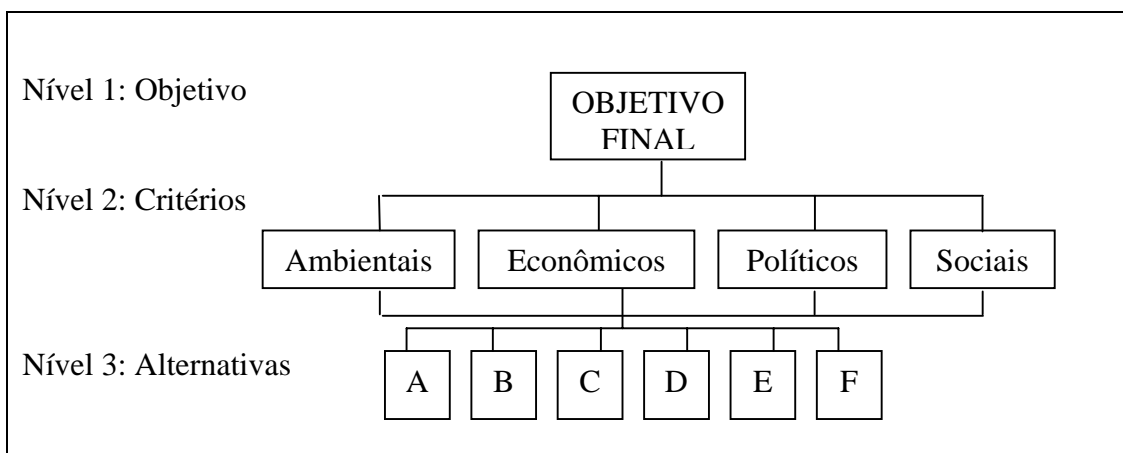 Nível 1: Objetivo
OBJETIVO
FINAL
Nível 2: Critérios
Ambientais Econômicos Políticos Sociais
Nível 3: Alternativas
A B C D E F